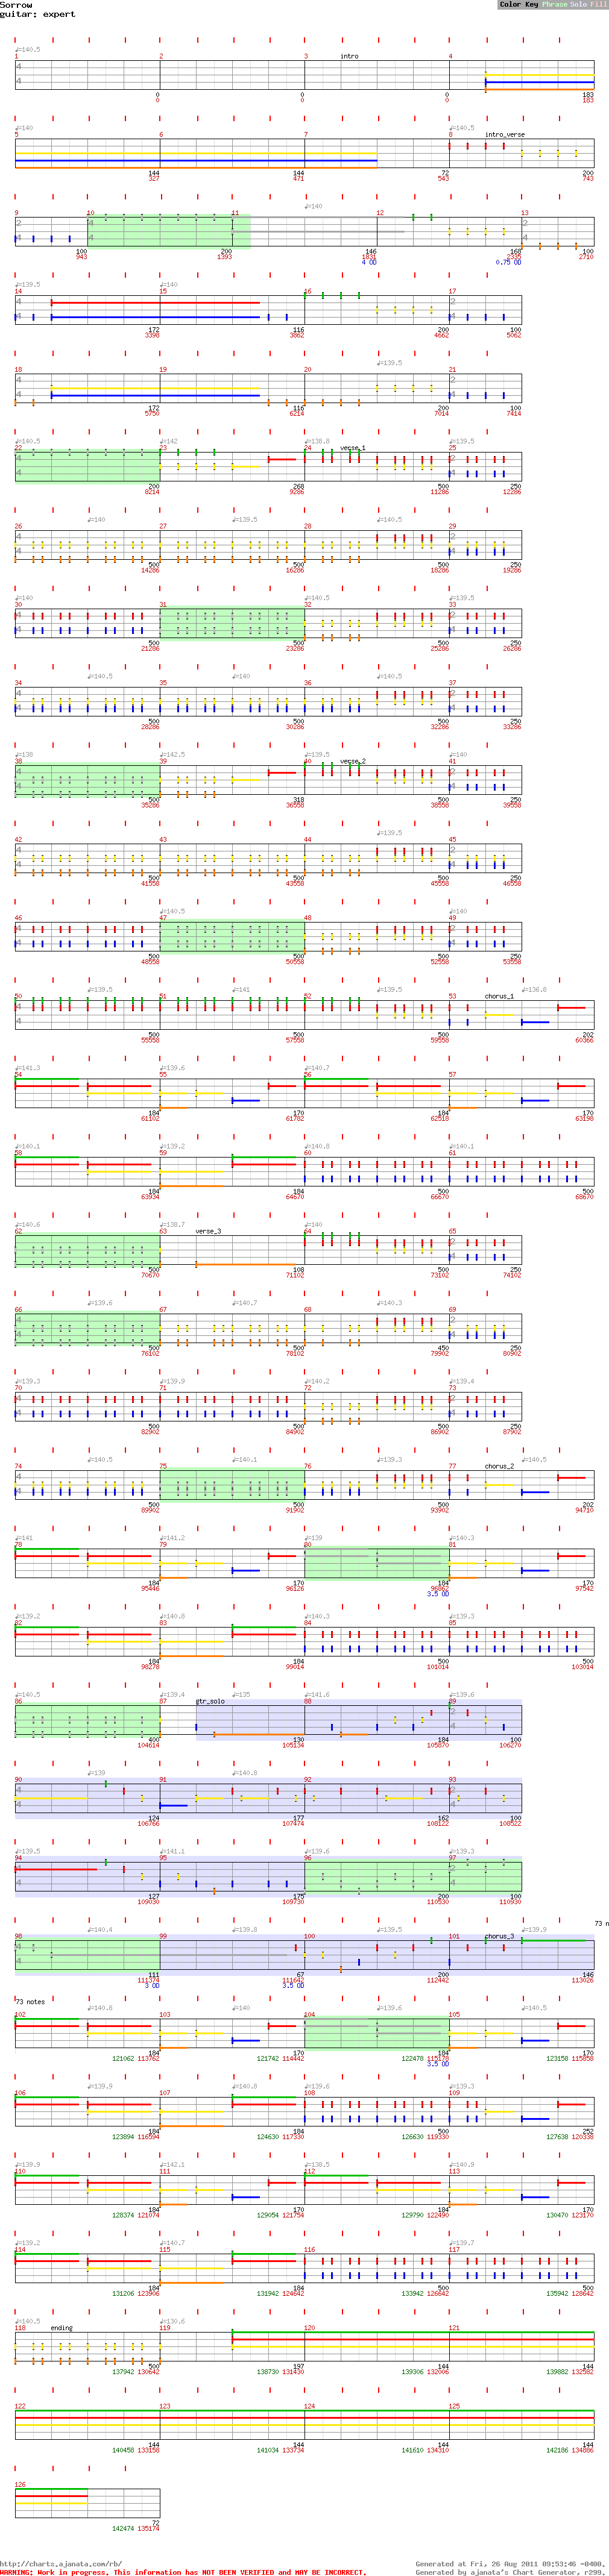 Sorrow
Color Key Phrase Solo Fill
guitar: expert
♩=140.5
1 2 3 intro 4
0 0 0 183
0 0 0 183
♩=140 ♩=140.5
5 6 7 8 intro_verse
144 144 72 200
327 471 543 743
♩=140
9 10 11 12 13
100 200 146 168 100
943 1393 1831 2335 2710
4 OD 0.75 OD
♩=139.5 ♩=140
14 15 16 17
172 116 200 100
3398 3862 4662 5062
♩=139.5
18 19 20 21
172 116 200 100
5750 6214 7014 7414
♩=140.5 ♩=142 ♩=138.8 ♩=139.5
22 23 24 verse_1 25
200 268 500 250
8214 9286 11286 12286
♩=140 ♩=139.5 ♩=140.5
26 27 28 29
500 500 500 250
14286 16286 18286 19286
♩=140 ♩=140.5 ♩=139.5
30 31 32 33
500 500 500 250
21286 23286 25286 26286
♩=140.5 ♩=140 ♩=140.5
34 35 36 37
500 500 500 250
28286 30286 32286 33286
♩=138 ♩=142.5 ♩=139.5 ♩=140
38 39 40 verse_2 41
500 318 500 250
35286 36558 38558 39558
♩=139.5
42 43 44 45
500 500 500 250
41558 43558 45558 46558
♩=140.5 ♩=140
46 47 48 49
500 500 500 250
48558 50558 52558 53558
♩=139.5 ♩=141 ♩=139.5 ♩=136.8
50 51 52 53 chorus_1
500 500 500 202
55558 57558 59558 60366
♩=141.3 ♩=139.6 ♩=140.7
54 55 56 57
184 170 184 170
61102 61782 62518 63198
♩=140.1 ♩=139.2 ♩=140.8 ♩=140.1
58 59 60 61
184 184 500 500
63934 64670 66670 68670
♩=140.6 ♩=138.7 ♩=140
62 63 verse_3 64 65
500 108 500 250
70670 71102 73102 74102
♩=139.6 ♩=140.7 ♩=140.3
66 67 68 69
500 500 450 250
76102 78102 79902 80902
♩=139.3 ♩=139.9 ♩=140.2 ♩=139.4
70 71 72 73
500 500 500 250
82902 84902 86902 87902
♩=140.5 ♩=140.1 ♩=139.3 ♩=140.5
74 75 76 77 chorus_2
500 500 500 202
89902 91902 93902 94710
♩=141 ♩=141.2 ♩=139 ♩=140.3
78 79 80 81
184 170 184 170
95446 96126 96862 97542
3.5 OD
♩=139.2 ♩=140.8 ♩=140.3 ♩=139.3
82 83 84 85
184 184 500 500
98278 99014 101014 103014
♩=140.5 ♩=139.4 ♩=135 ♩=141.6 ♩=139.6
86 87 gtr_solo 88 89
400 130 184 100
104614 105134 105870 106270
♩=139 ♩=140.8
90 91 92 93
124 177 162 100
106766 107474 108122 108522
♩=139.5 ♩=141.1 ♩=139.6 ♩=139.3
94 95 96 97
127 175 200 100
109030 109730 110530 110930
73 n
♩=140.4 ♩=139.8 ♩=139.5 ♩=139.9
98 99 100 101 chorus_3
111 67 200 146
111374 111642 112442 113026
3 OD 3.5 OD
73 notes
♩=140.6 ♩=140 ♩=139.6 ♩=140.5
102 103 104 105
184 170 184 170
121062 113762 121742 114442 122478 115178 123158 115858
3.5 OD
♩=139.9 ♩=140.8 ♩=139.6 ♩=139.3
106 107 108 109
184 184 500 252
123894 116594 124630 117330 126630 119330 127638 120338
♩=139.9 ♩=142.1 ♩=138.5 ♩=140.9
110 111 112 113
184 170 184 170
128374 121074 129054 121754 129790 122490 130470 123170
♩=139.2 ♩=140.7 ♩=139.7
114 115 116 117
184 184 500 500
131206 123906 131942 124642 133942 126642 135942 128642
♩=140.5 ♩=130.6
118 ending 119 120 121
500 197 144 144
137942 130642 138730 131430 139306 132006 139882 132582
122 123 124 125
144 144 144 144
140458 133158 141034 133734 141610 134310 142186 134886
126
72
142474 135174
http://charts.ajanata.com/rb/ Generated at Fri, 26 Aug 2011 09:53:46 -0400.
WARNING: Work in progress. This information has NOT BEEN VERIFIED and MAY BE INCORRECT. Generated by ajanata's Chart Generator, r299.